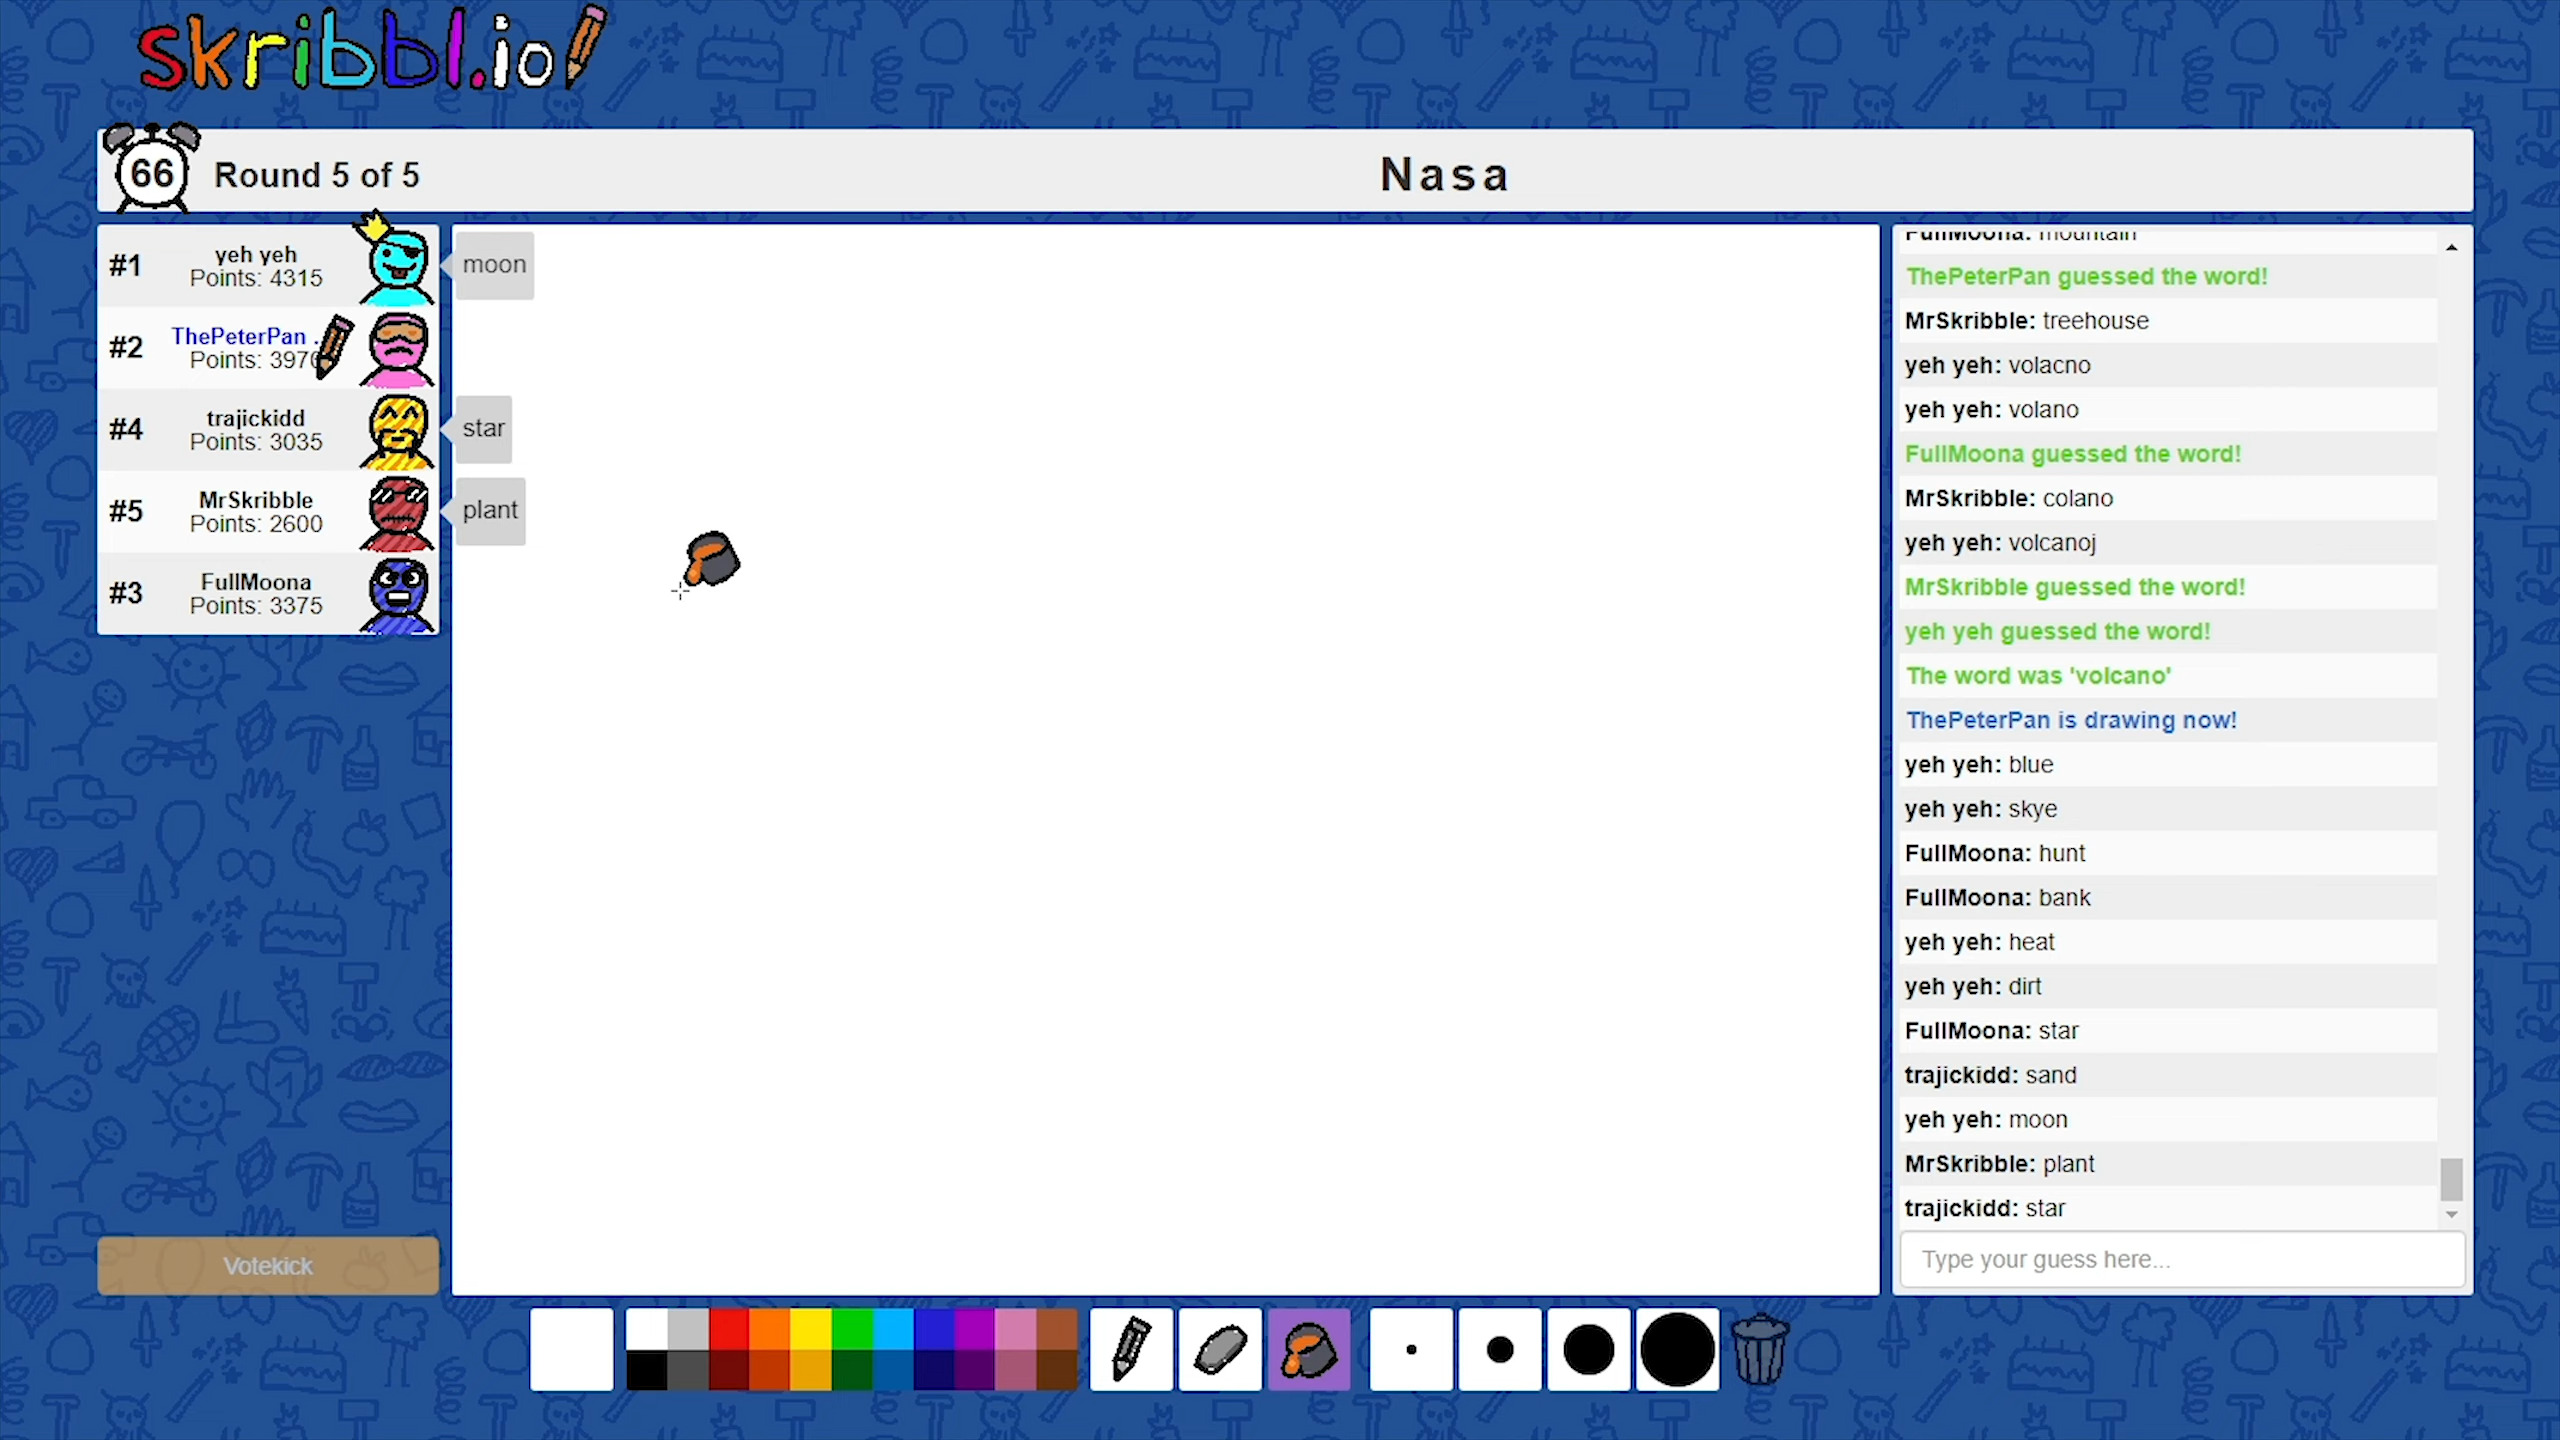 skribbl.io
66
Round 5 of 5
Nasa
#1
yeh yeh
Points: 4315
moon
#2
ThePeterPan ..
Points: 3970
#4
trajickidd
Points: 3035
star
#5
MrSkribble
Points: 2600
plant
#3
FullMoona
Points: 3375
Votekick
FullMoona: mountain
ThePeterPan guessed the word!
MrSkribble: treehouse
yeh yeh: volacno
yeh yeh: volano
FullMoona guessed the word!
MrSkribble: colano
yeh yeh: volcanoj
MrSkribble guessed the word!
yeh yeh guessed the word!
The word was 'volcano'
ThePeterPan is drawing now!
yeh yeh: blue
yeh yeh: skye
FullMoona: hunt
FullMoona: bank
yeh yeh: heat
yeh yeh: dirt
FullMoona: star
trajickidd: sand
yeh yeh: moon
MrSkribble: plant
trajickidd: star
Type your guess here...